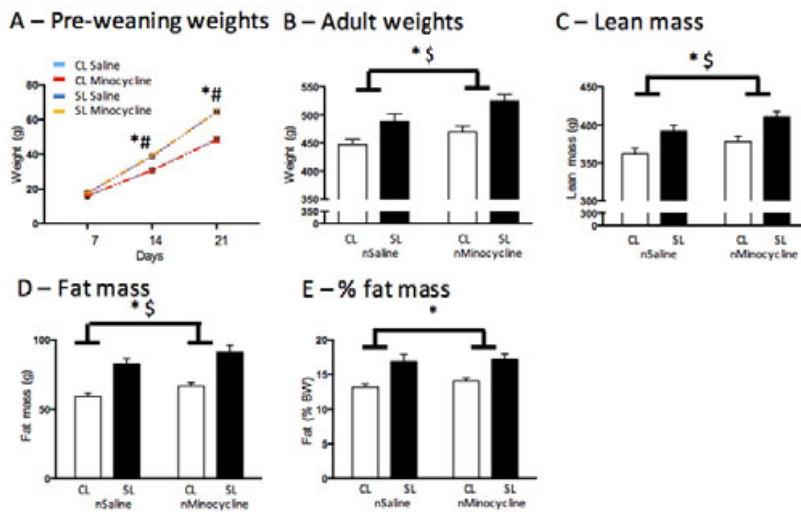 A – Pre-weaning weights
CL Saline
CL Minocycline
SL Saline
SL Minocycline
80
60
40
20
0
Weight (g)
*#
*#
7 14 21
Days
B – Adult weights
* $
550
500
450
400
350
350
0
Weight (g)
CL SL CL SL
nSaline nMinocycline
C – Lean mass
* $
450
400
350
300
300
0
Lean mass (g)
CL SL CL SL
nSaline nMinocycline
D – Fat mass
* $
100
50
0
Fat mass (g)
CL SL CL SL
nSaline nMinocycline
E – % fat mass
*
20
15
10
5
0
Fat (% BW)
CL SL CL SL
nSaline nMinocycline